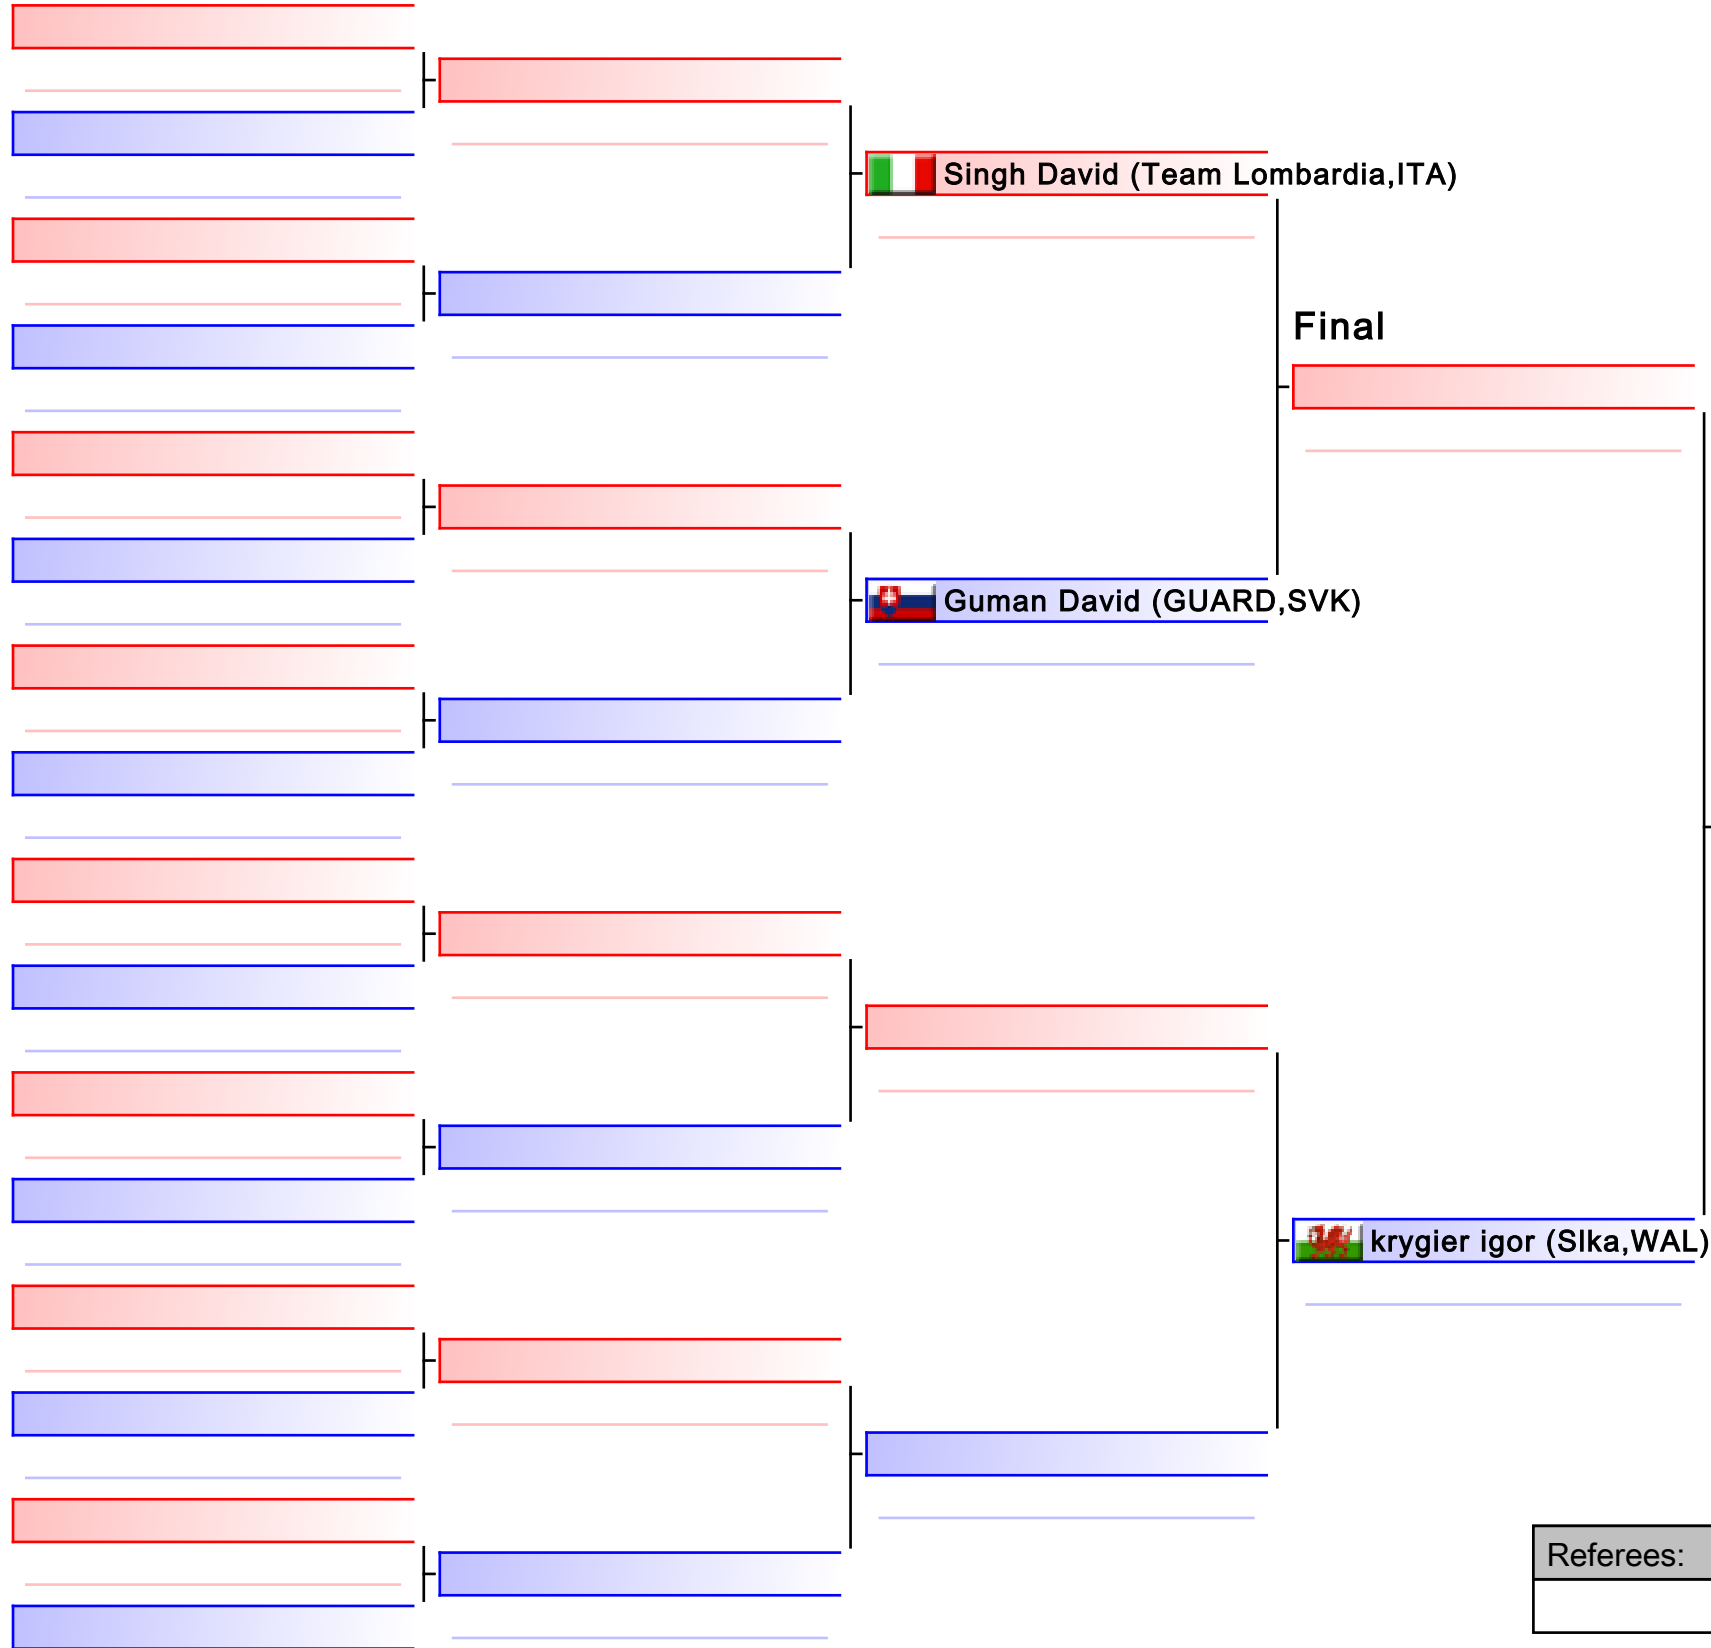 Singh David (Team Lombardia,ITA)
Final
Guman David (GUARD,SVK)
krygier igor (SIka,WAL)
Referees: